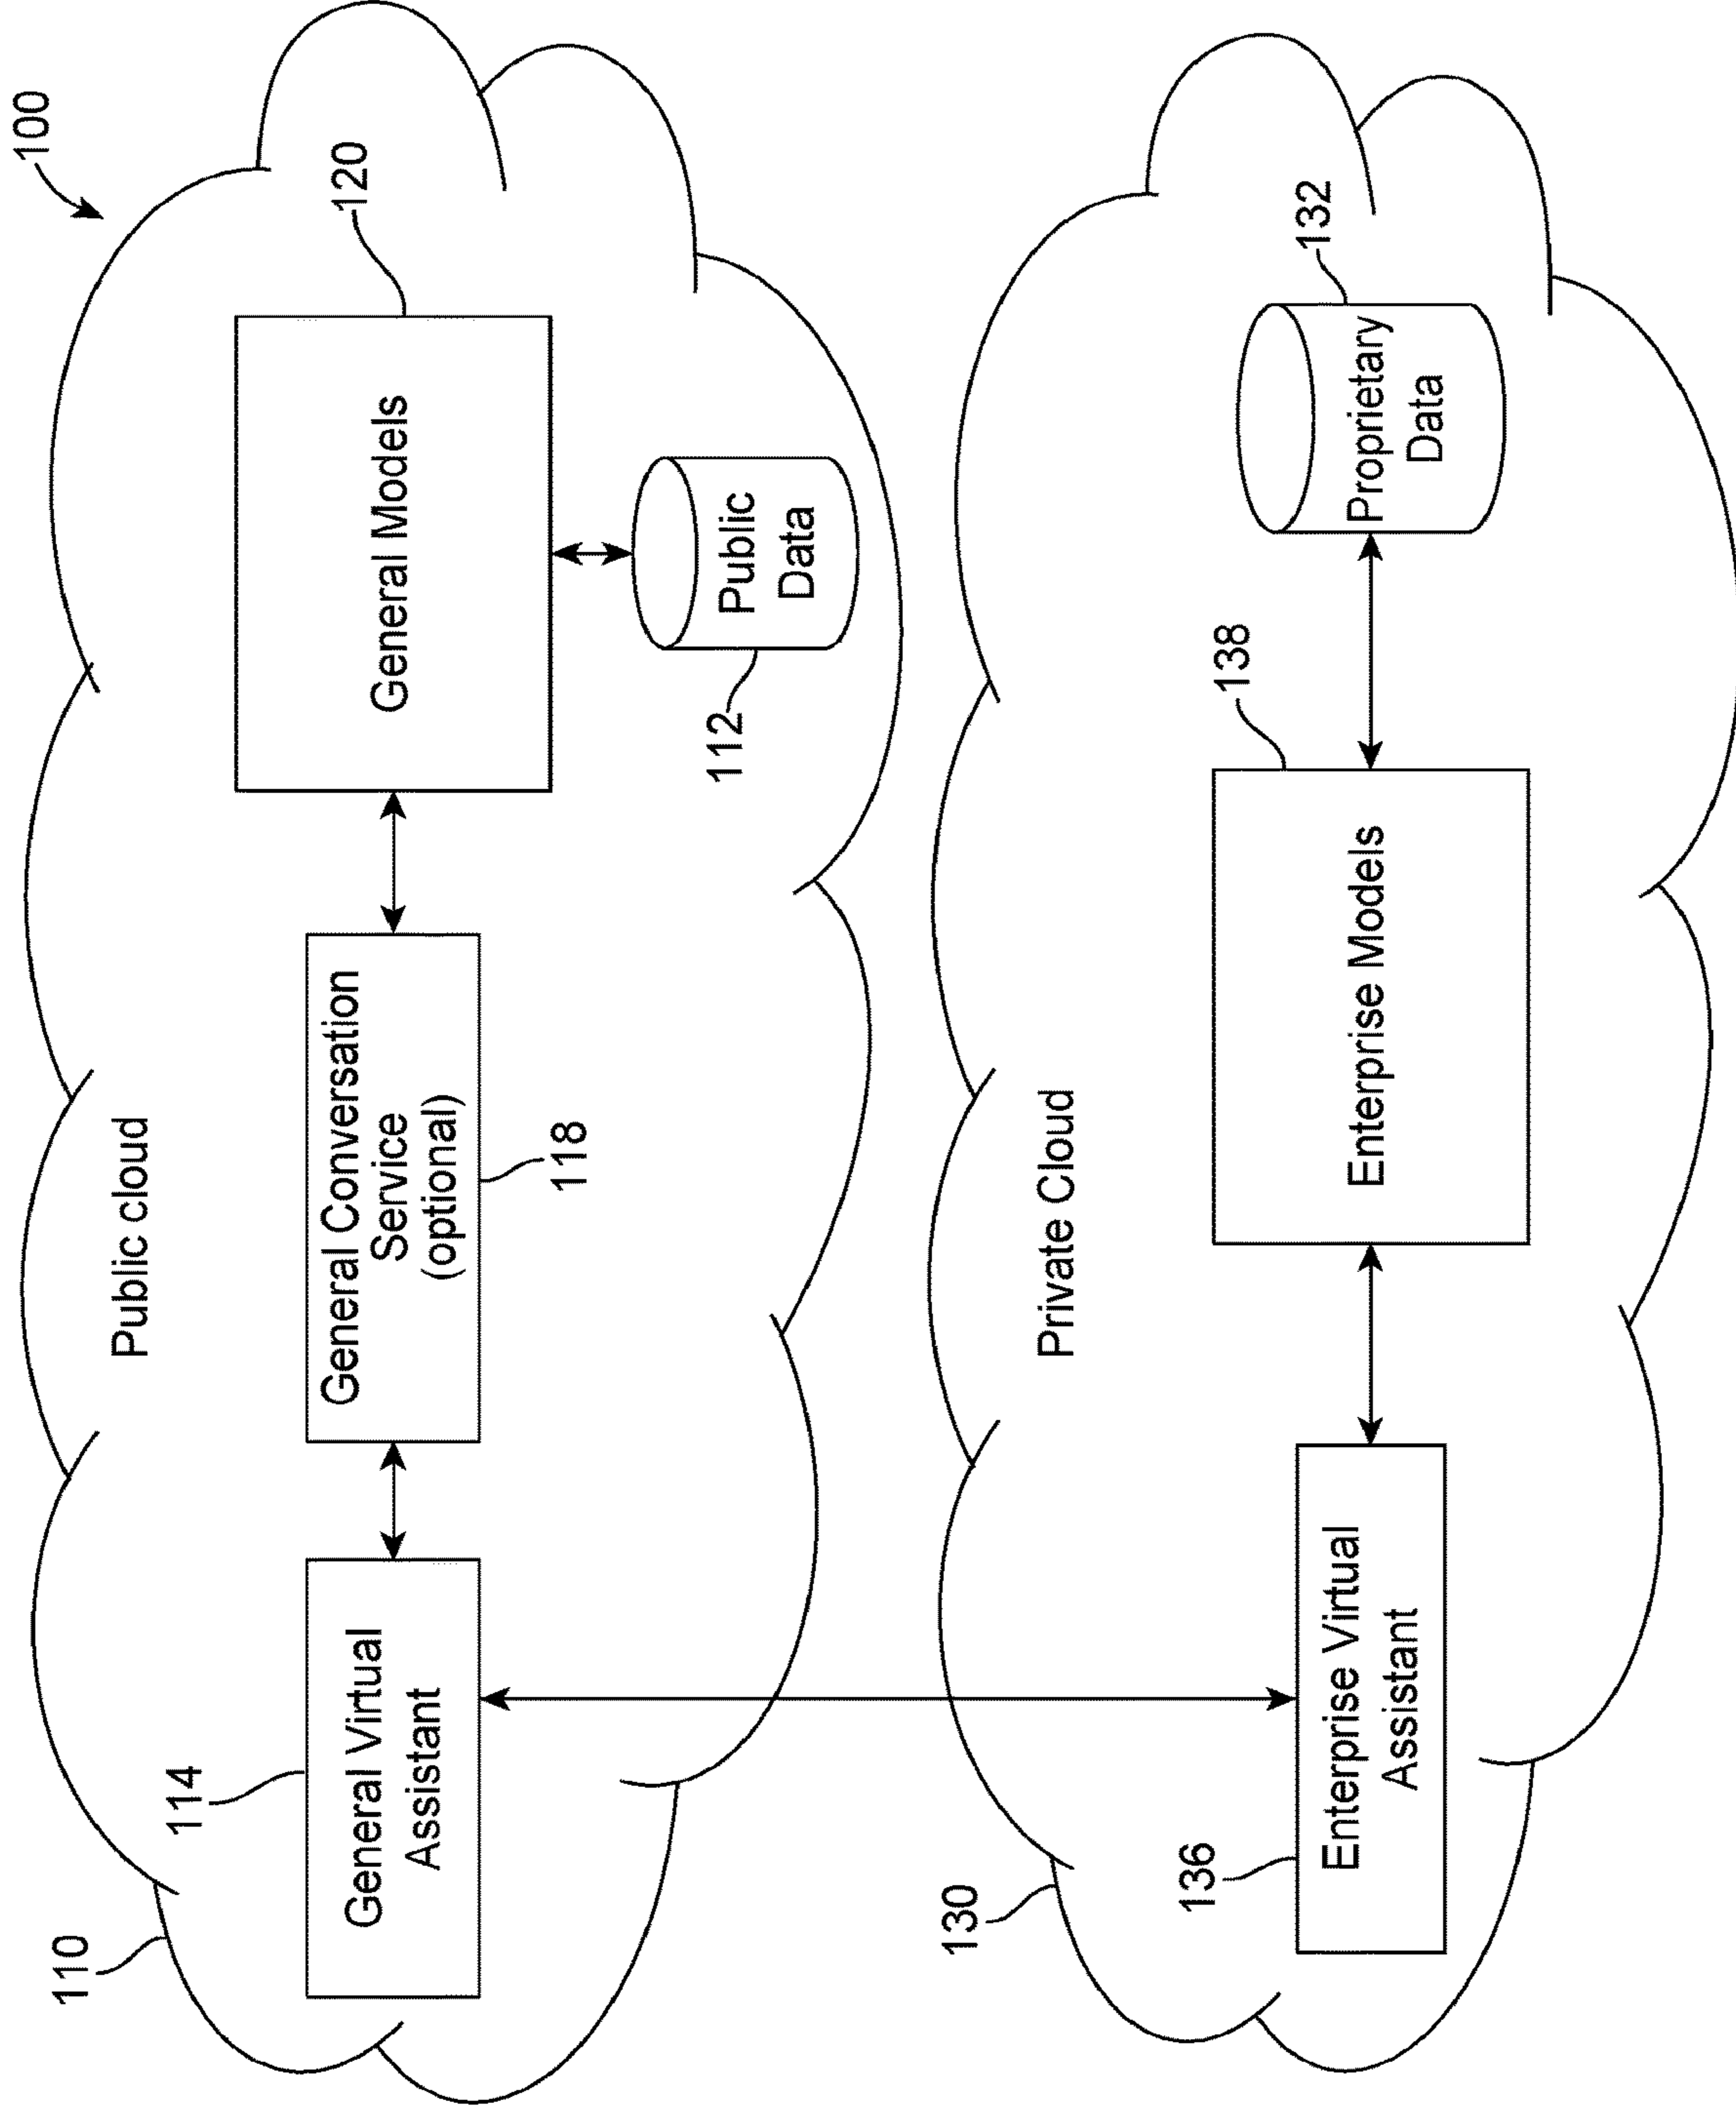 100
Public cloud
110
114
General Virtual
Assistant
General Conversation
Service
(optional)
118
General Models
120
Public
Data
112
Private Cloud
130
136
Enterprise Virtual
Assistant
Enterprise Models
138
Proprietary
Data
132